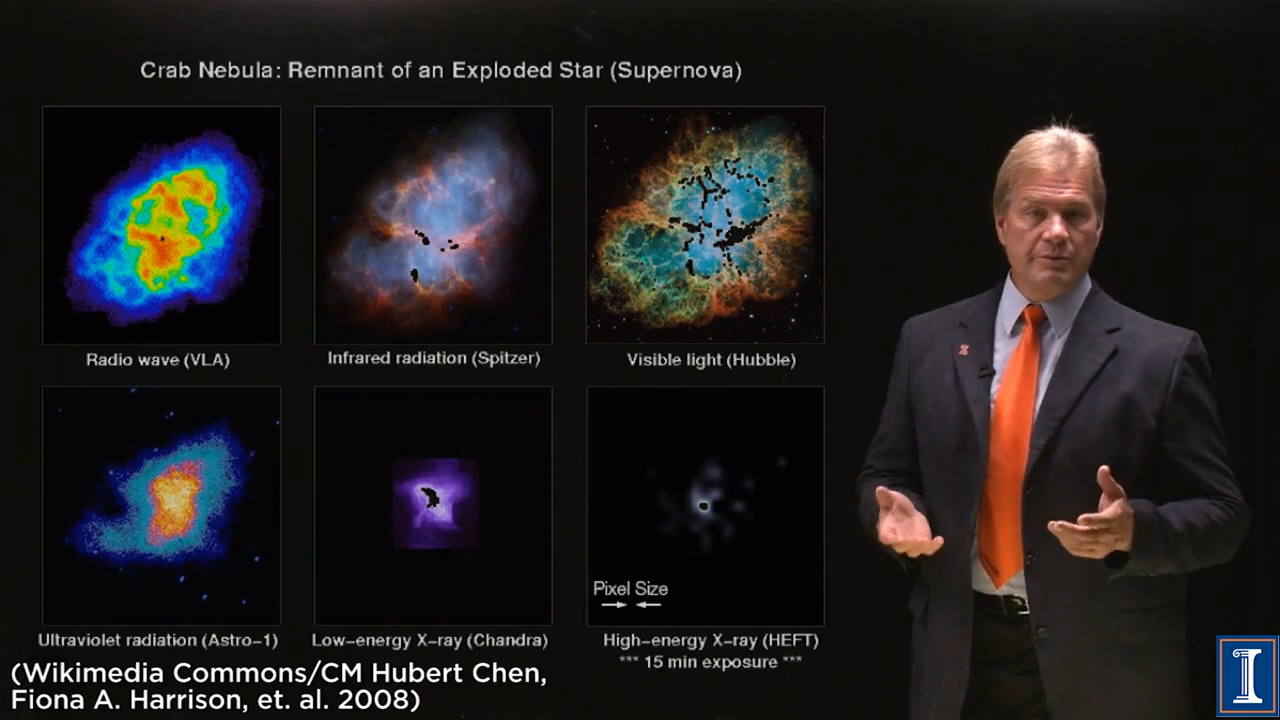 Crab Nebula: Remnant of an Exploded Star (Supernova)
Radio wave (VLA)
Infrared radiation (Spitzer)
Visible light (Hubble)
Pixel Size
Ultraviolet radiation (Astro-1)
Low-energy X-ray (Chandra)
High-energy X-ray (HEFT)
*** 15 min exposure ***
(Wikimedia Commons/CM Hubert Chen,
Fiona A. Harrison, et. al. 2008)
I